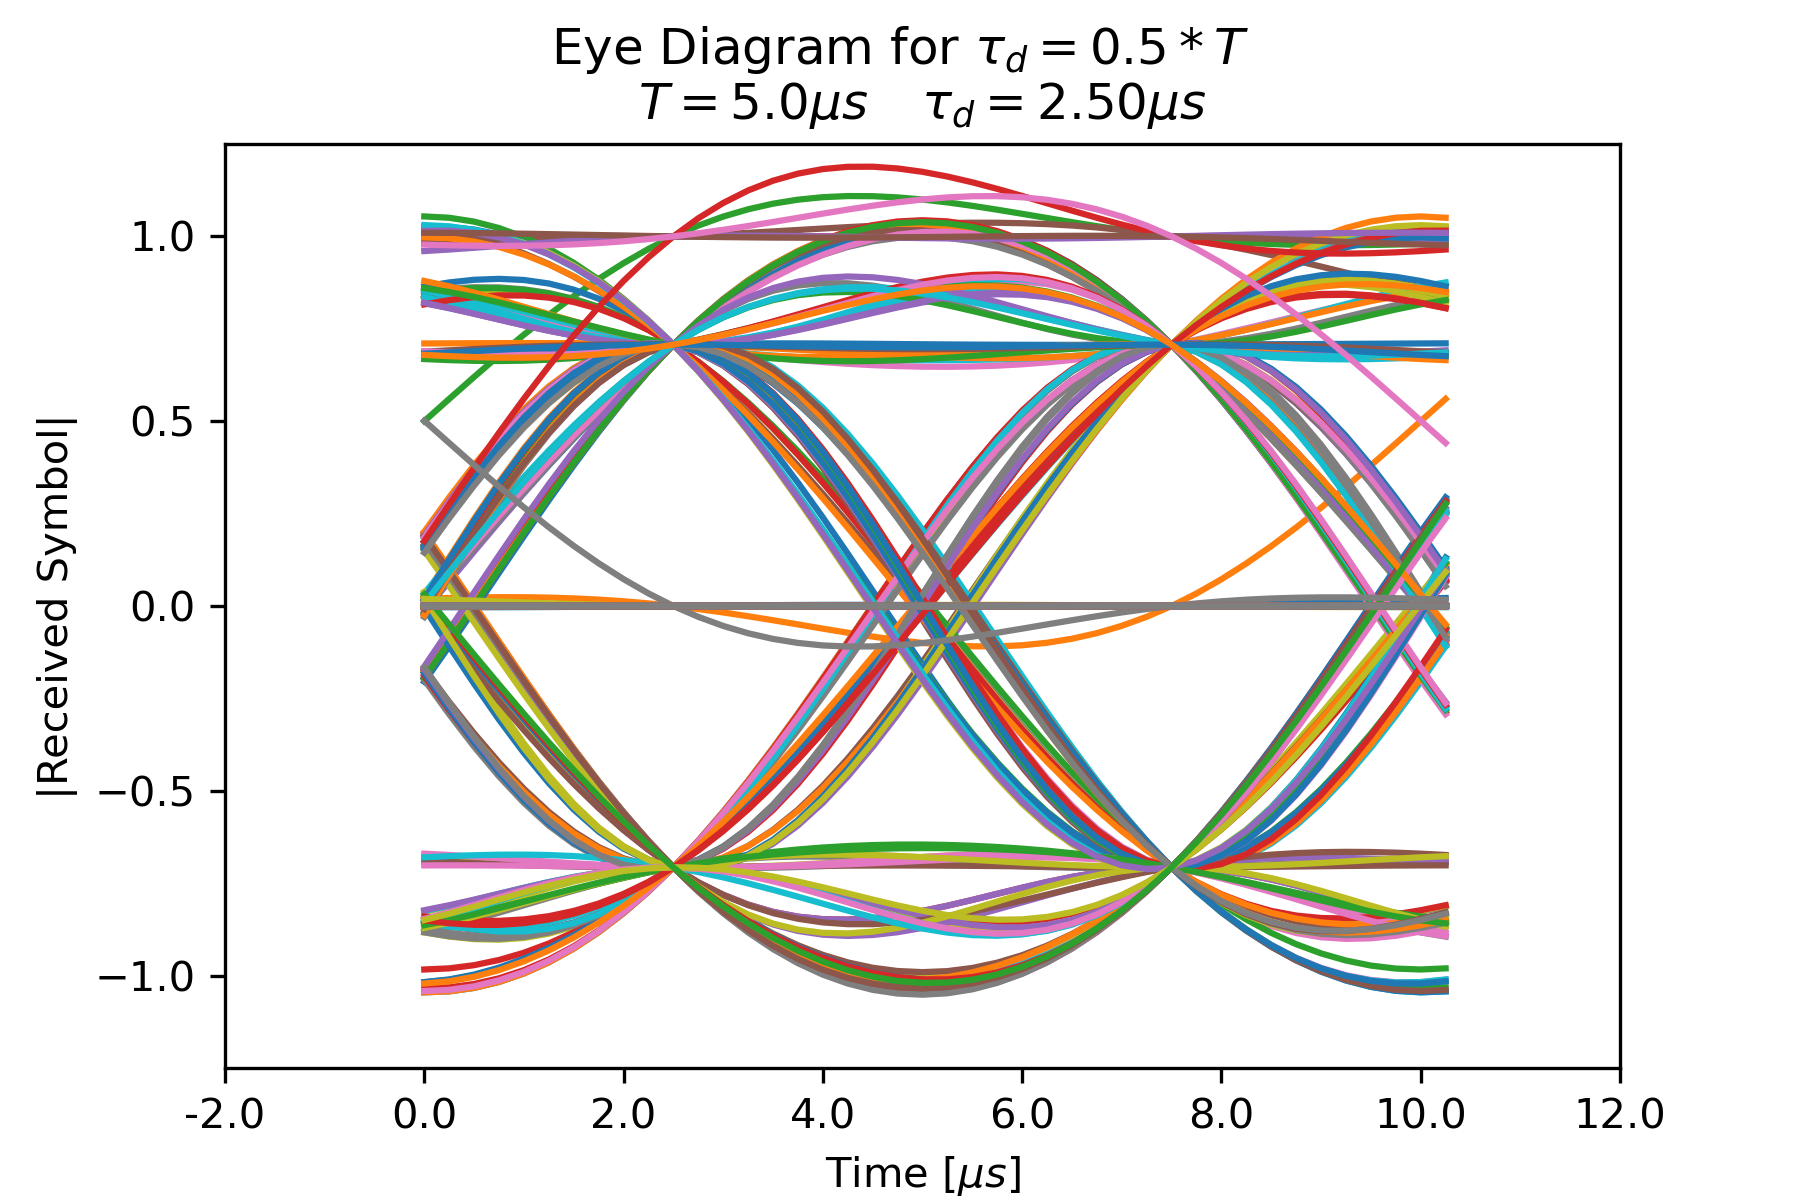 Eye Diagram for τ_d = 0.5 * T
T = 5.0μs τ_d = 2.50μs
|Received Symbol|
1.0
0.5
0.0
−0.5
−1.0
-2.0 0.0 2.0 4.0 6.0 8.0 10.0 12.0
Time [μs]